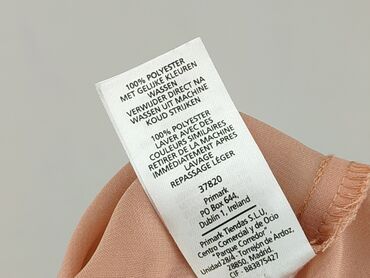 100% POLYESTER
MET GELIJKE KLEUREN
WASSEN
VERWIJDER DIRECT NA
WASSEN UIT MACHINE
KOUD STRIJKEN
100% POLYESTER
LAVER AVEC DES
COULEURS SIMILAIRES
RETIRER DE LA MACHINE
IMMÉDIATEMENT APRÈS
LAVAGE
REPASSAGE LÉGER
37820
Primark
PO Box 644,
Dublin 1, Ireland
Primark Tiendas S.L.U,
Centro Comercial y de Ocio
"Parque Corredor",
Unidad 28/4 - Torrejón de Ardoz,
28850, Madrid.
CIF: B83875427